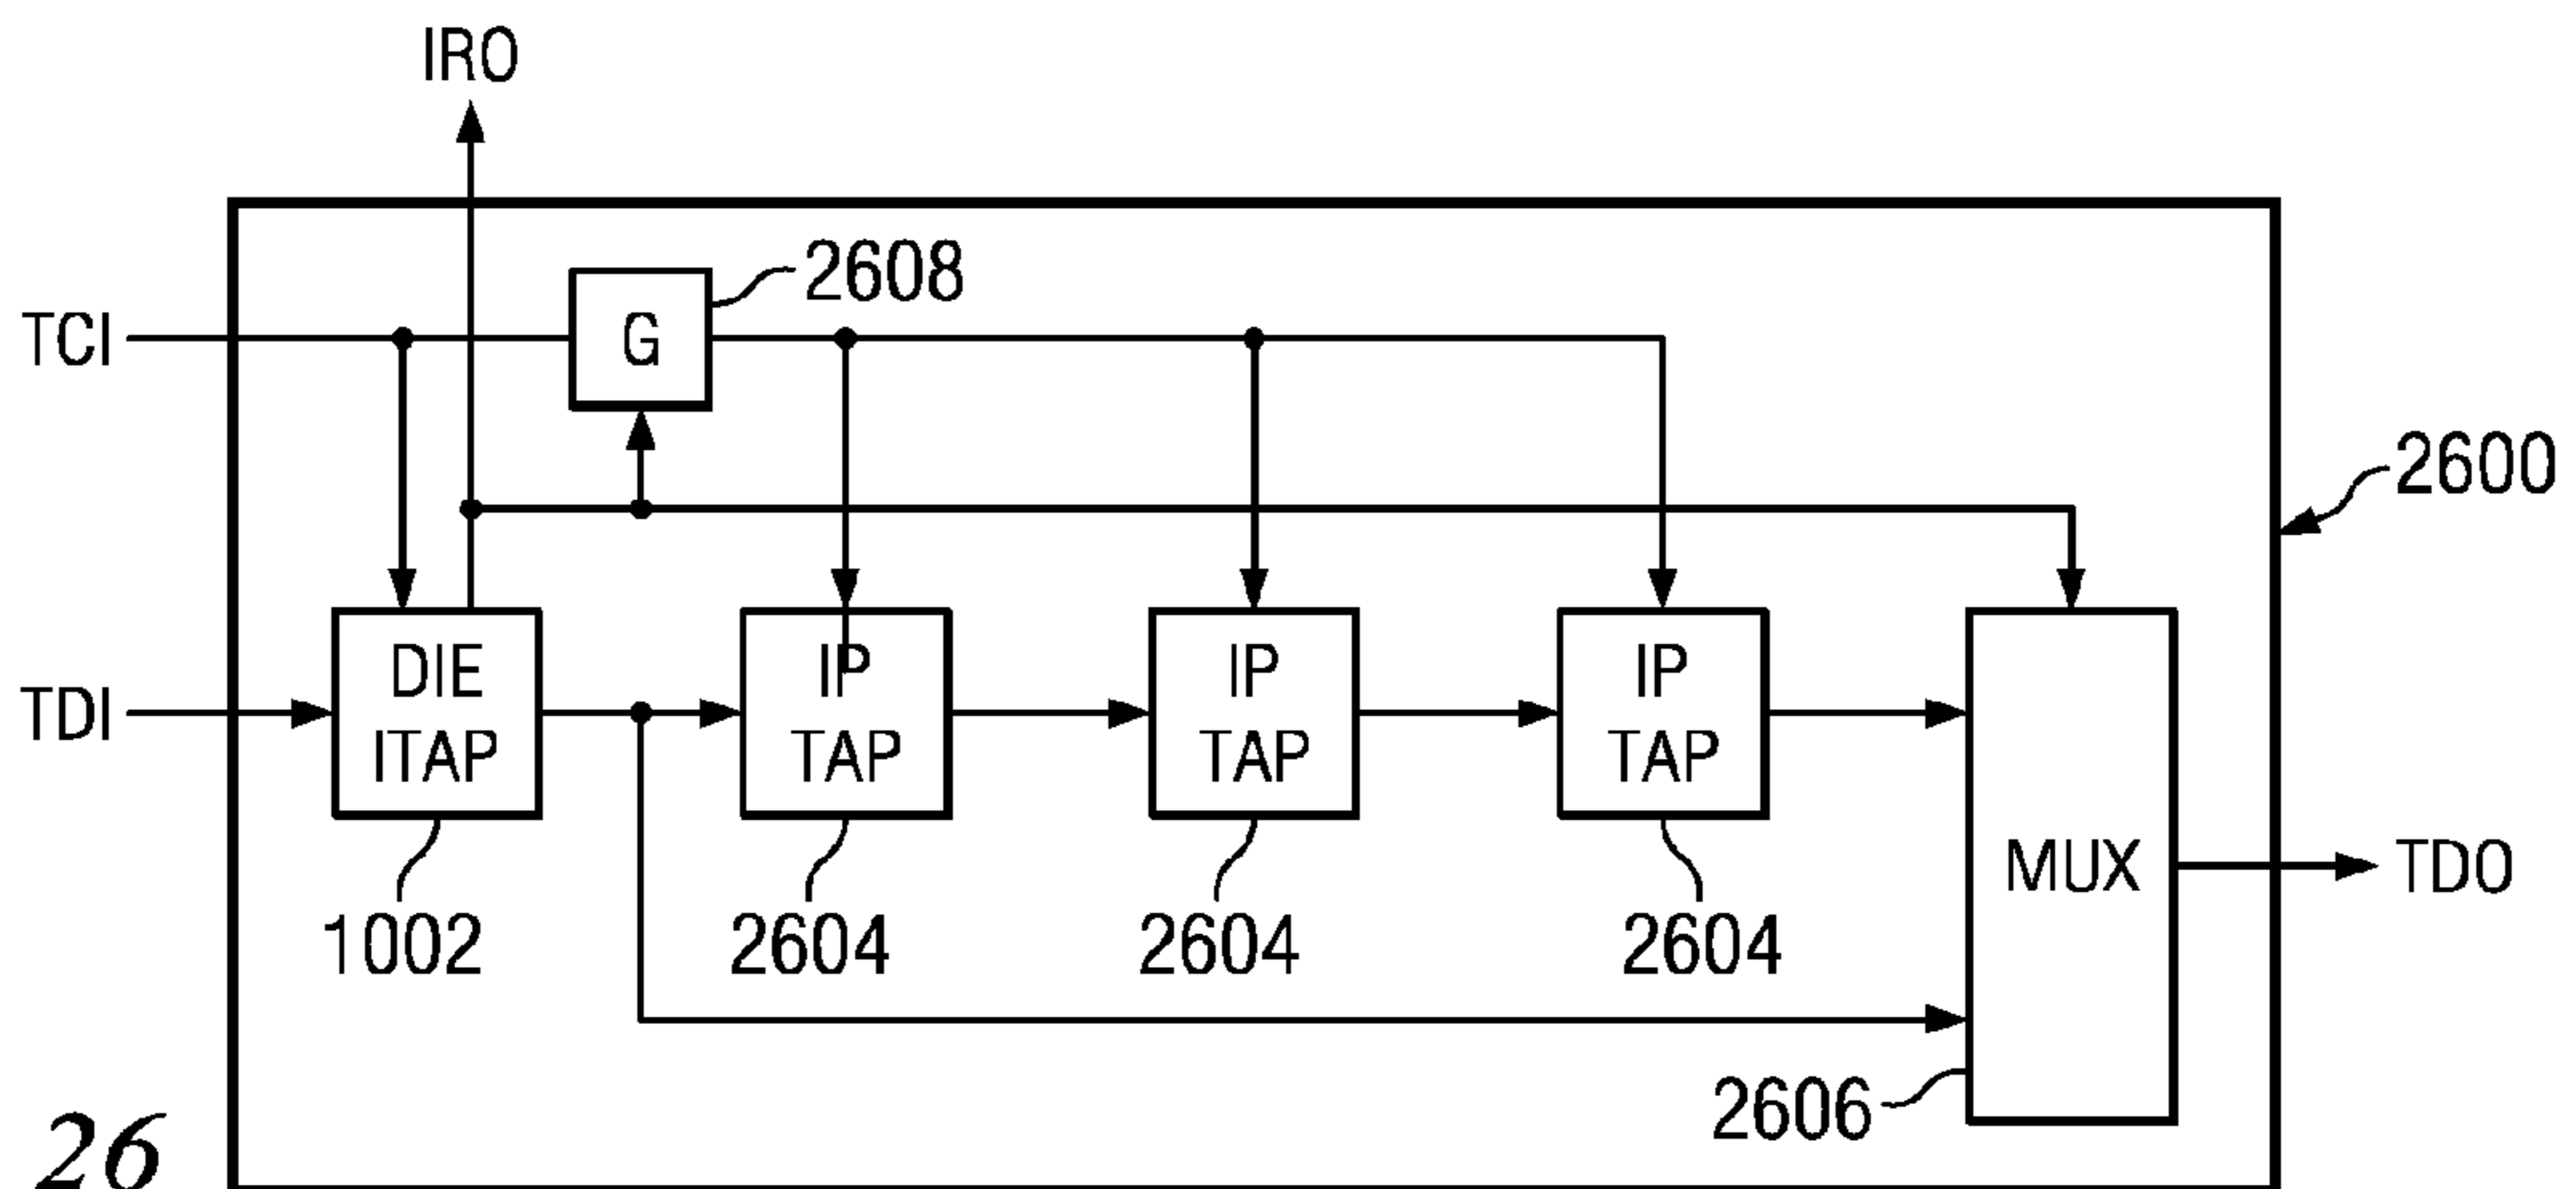 IRO
2608
TCI
G
2600
TDI
DIE
ITAP
IP
TAP
IP
TAP
IP
TAP
MUX
TDO
1002
2604
2604
2604
2606
26